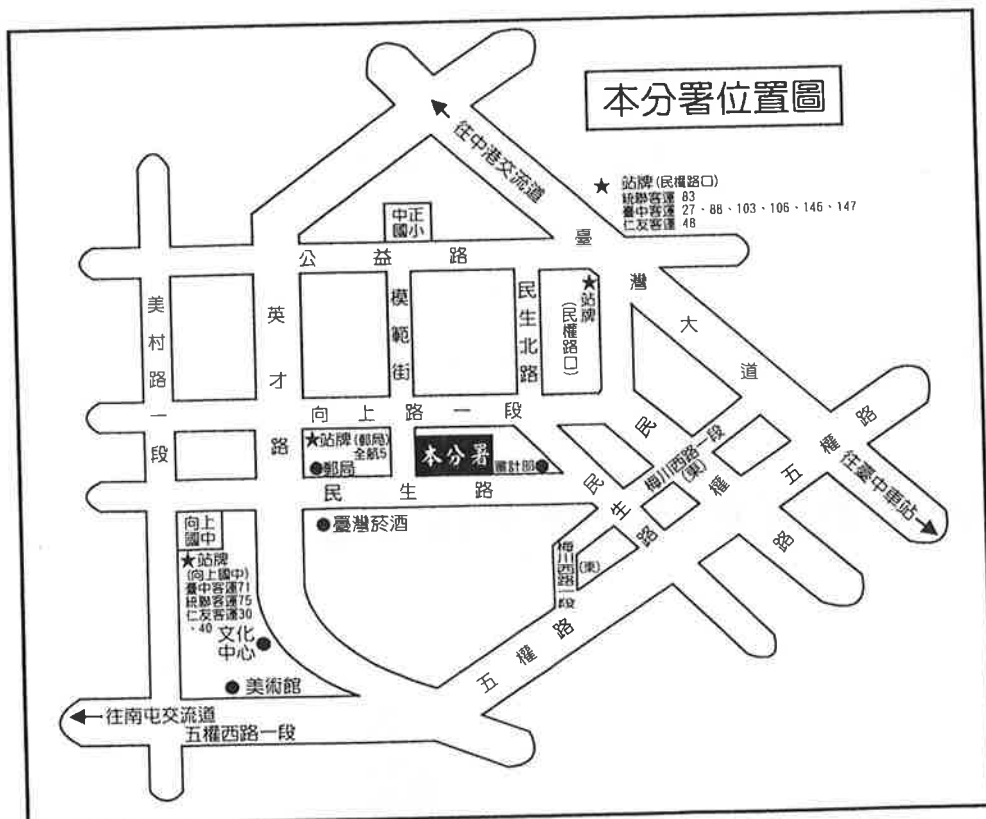 本分署位置圖
往中港交流道
★ 站牌(民權路口)
統聯客運 83
臺中客運 27、88、103、106、146、147
仁友客運 48
中正
國小
公益路
臺灣大道
美村路一段
英才路
模範街
民生北路
★站牌
(民權路口)
向上路一段
★站牌(郵局)
全航5
●郵局
本分署
審計部●
民權路
梅川西路一段
(東)
五權路
往臺中車站
民生路
民生路
向上
國中
●臺灣菸酒
梅川西路一段
(東)
★站牌
(向上國中)
臺中客運71
統聯客運75
仁友客運30
、40
文化
中心●
五權路
●美術館
往南屯交流道
五權西路一段